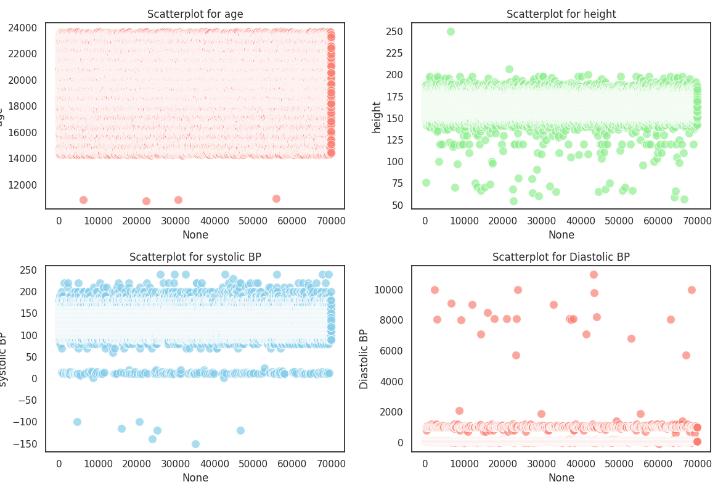 Scatterplot for age
24000
22000
20000
18000
16000
14000
12000
age
0 10000 20000 30000 40000 50000 60000 70000
None
Scatterplot for height
250
225
200
175
150
125
100
75
50
height
0 10000 20000 30000 40000 50000 60000 70000
None
Scatterplot for systolic BP
250
200
150
100
50
0
−50
−100
−150
systolic BP
0 10000 20000 30000 40000 50000 60000 70000
None
Scatterplot for Diastolic BP
10000
8000
6000
4000
2000
0
Diastolic BP
0 10000 20000 30000 40000 50000 60000 70000
None